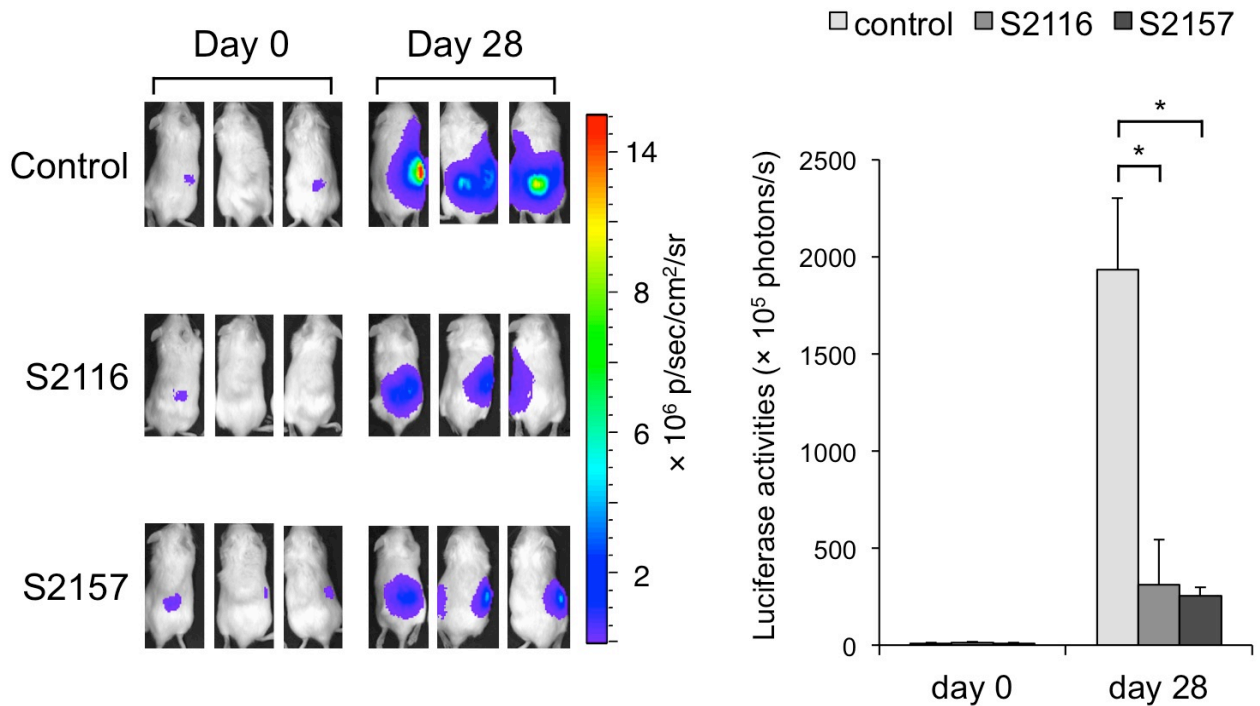 Day 0
Day 28
Control
S2116
S2157
14
8
6
2
× 10⁶ p/sec/cm²/sr
control
S2116
S2157
*
*
Luciferase activities (× 10⁵ photons/s)
2500
2000
1500
1000
500
0
day 0
day 28